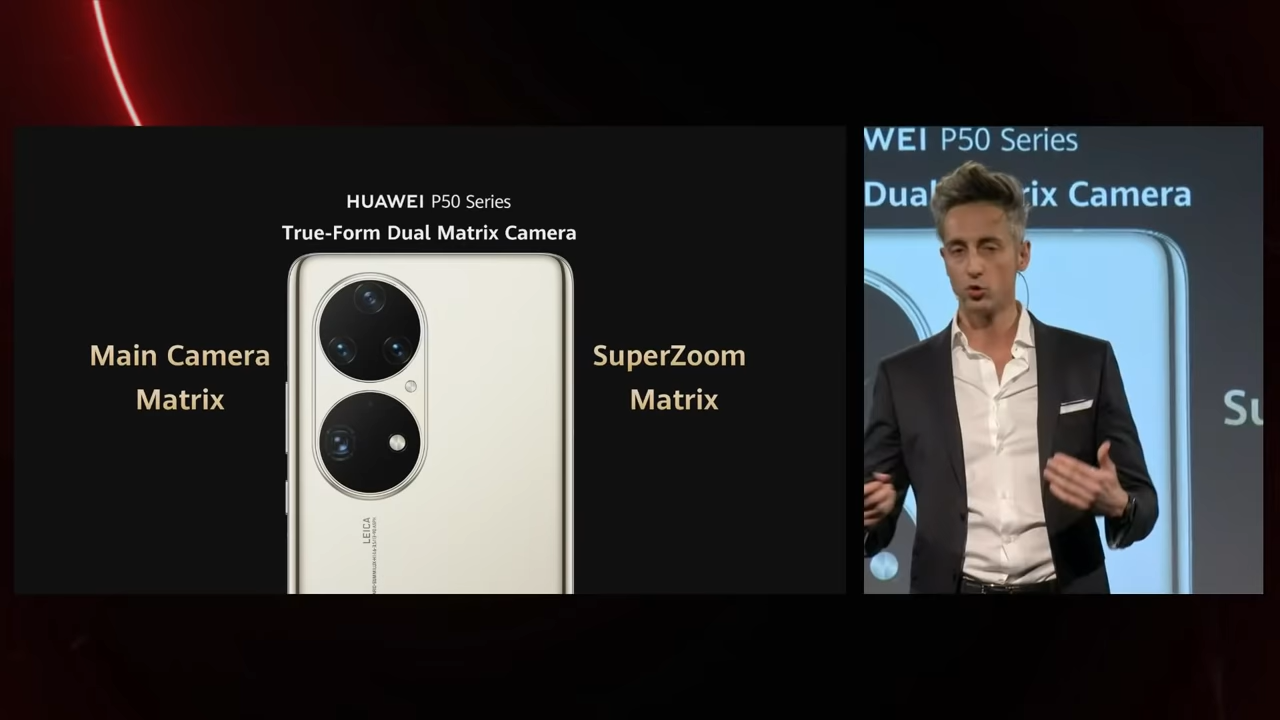 HUAWEI P50 Series
True-Form Dual Matrix Camera
Main Camera
Matrix
SuperZoom
Matrix
LEICA
WEI P50 Series
Dual rix Camera
Su